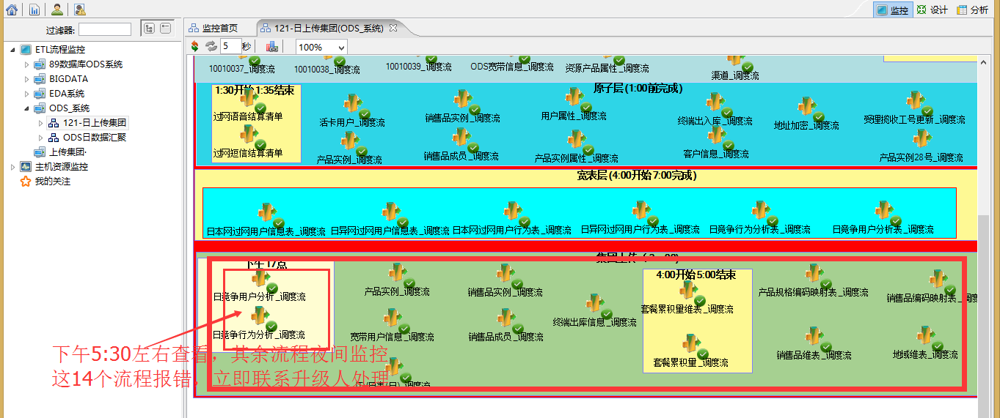 监控 设计 分析
过滤器:
监控首页 121-日上传集团(ODS_系统)
5 秒 100%
ETL流程监控
89数据库ODS系统
BIGDATA
EDA系统
ODS_系统
121-日上传集团
ODS日数据汇聚
上传集团·
主机资源监控
我的关注
10010037_调度流 10010038_调度流 10010039_调度流 ODS宽带信息_调度流 资源产品属性_调度流 渠道_调度流
原子层(1:00前完成)
1:30开始 1:35结束
过网语音结算清单 活卡用户_调度流 销售品实例_调度流 用户属性_调度流 终端出入库_调度流 地址加密_调度流 受理揽收工号更新_调度流
过网短信结算清单 产品实例_调度流 销售品成员_调度流 产品实例属性_调度流 客户信息_调度流 产品实例28号_调度流
宽表层(4:00开始7:00完成)
日本网过网用户信息表_调度流 日异网过网用户信息表_调度流 日本网过网用户行为表_调度流 日异网过网用户行为表_调度流 日竞争行为分析表_调度流 日竞争用户分析表_调度流
集团上传
下午17点
4:00开始5:00结束
日竞争用户分析_调度流 产品实例_调度流 销售品实例_调度流 终端出库信息_调度流 套餐累积量维表_调度流 产品规格编码映射表_调度流 销售品编码映射表_调度
日竞争行为分析_调度流 宽带用户信息_调度流 销售品成员_调度流 套餐累积量_调度流 销售品维表_调度流 地域维表_调度流
下午5:30左右查看，其余流程夜间监控
这14个流程报错，立即联系升级人处理